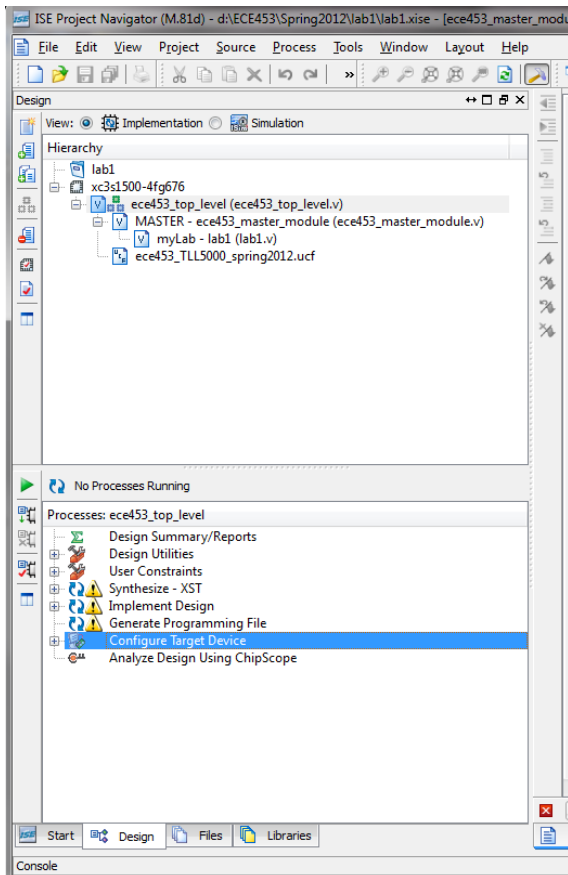 ISE Project Navigator (M.81d) - d:\ECE453\Spring2012\lab1\lab1.xise - [ece453_master_modu
File Edit View Project Source Process Tools Window Layout Help
»
Design
View: Implementation Simulation
Hierarchy
lab1
xc3s1500-4fg676
ece453_top_level (ece453_top_level.v)
MASTER - ece453_master_module (ece453_master_module.v)
myLab - lab1 (lab1.v)
ece453_TLL5000_spring2012.ucf
No Processes Running
Processes: ece453_top_level
Design Summary/Reports
Design Utilities
User Constraints
Synthesize - XST
Implement Design
Generate Programming File
Configure Target Device
Analyze Design Using ChipScope
Start Design Files Libraries
Console